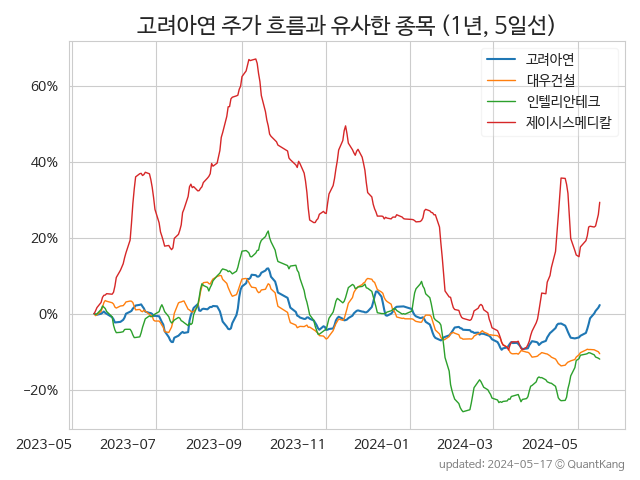 고려아연 주가 흐름과 유사한 종목 (1년, 5일선)
고려아연
대우건설
인텔리안테크
제이시스메디칼
60%
40%
20%
0%
−20%
2023−05 2023−07 2023−09 2023−11 2024−01 2024−03 2024−05
updated: 2024−05−17 © QuantKang